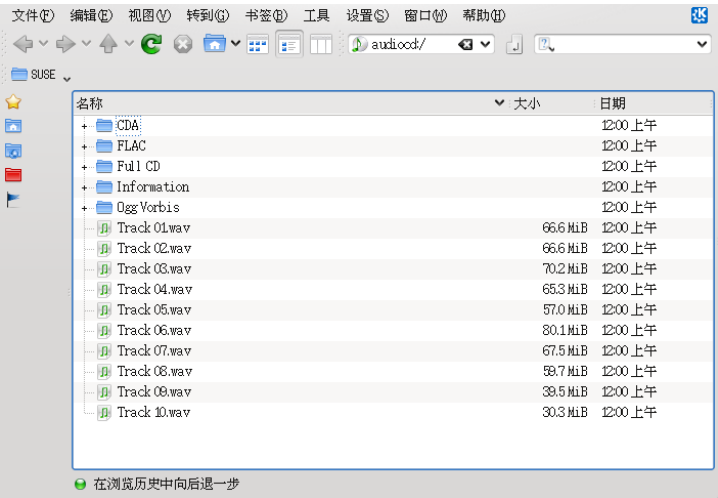 文件(F) 编辑(E) 视图(V) 转到(G) 书签(B) 工具 设置(S) 窗口(W) 帮助(H)
audiocd:/
SUSE
名称 大小 日期
CDA 12:00 上午
FLAC 12:00 上午
Full CD 12:00 上午
Information 12:00 上午
Ogg Vorbis 12:00 上午
Track 01.wav 66.6 MiB 12:00 上午
Track 02.wav 66.6 MiB 12:00 上午
Track 03.wav 70.2 MiB 12:00 上午
Track 04.wav 65.3 MiB 12:00 上午
Track 05.wav 57.0 MiB 12:00 上午
Track 06.wav 80.1 MiB 12:00 上午
Track 07.wav 67.5 MiB 12:00 上午
Track 08.wav 59.7 MiB 12:00 上午
Track 09.wav 39.5 MiB 12:00 上午
Track 10.wav 30.3 MiB 12:00 上午
在浏览历史中向后退一步